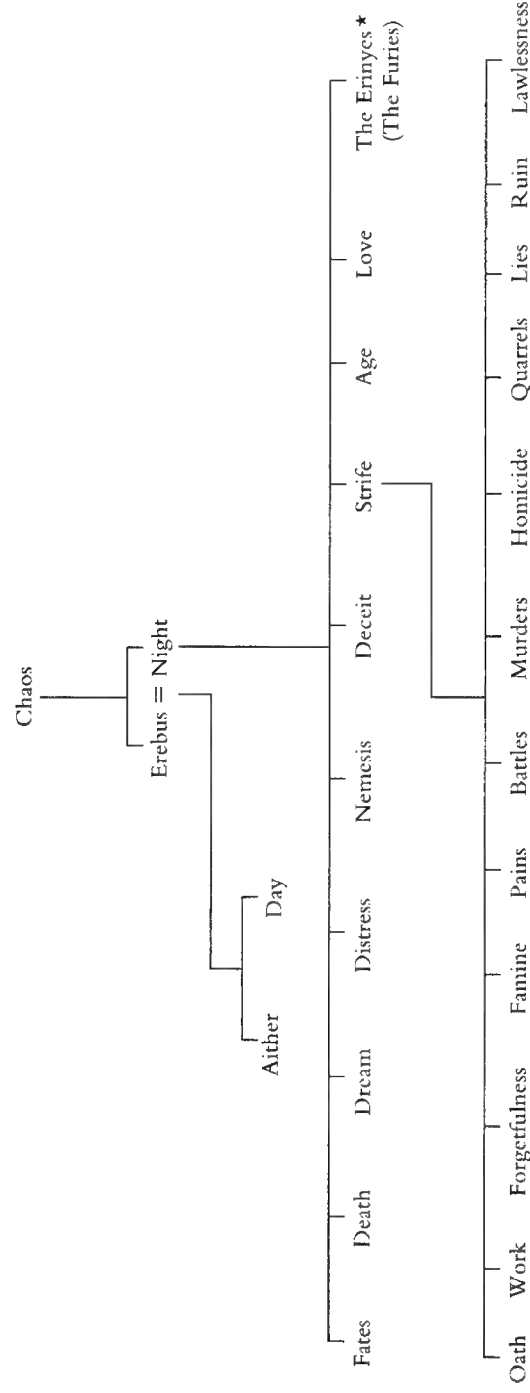 Chaos
Erebus = Night
Aither Day
Fates Death Dream Distress Nemesis Deceit Strife Age Love The Erinyes★
(The Furies)
Oath Work Forgetfulness Famine Pains Battles Murders Homicide Quarrels Lies Ruin Lawlessness